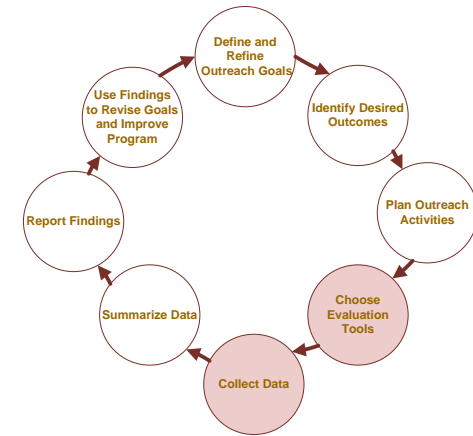 Define and
Refine
Outreach Goals
Identify Desired
Outcomes
Plan Outreach
Activities
Choose
Evaluation
Tools
Collect Data
Summarize Data
Report Findings
Use Findings
to Revise Goals
and Improve
Program